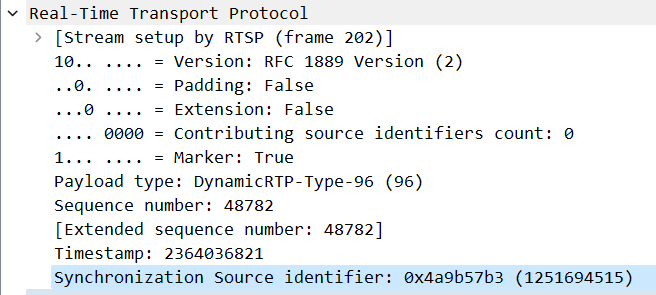 Real-Time Transport Protocol
[Stream setup by RTSP (frame 202)]
10.. .... = Version: RFC 1889 Version (2)
..0. .... = Padding: False
...0 .... = Extension: False
.... 0000 = Contributing source identifiers count: 0
1... .... = Marker: True
Payload type: DynamicRTP-Type-96 (96)
Sequence number: 48782
[Extended sequence number: 48782]
Timestamp: 2364036821
Synchronization Source identifier: 0x4a9b57b3 (1251694515)